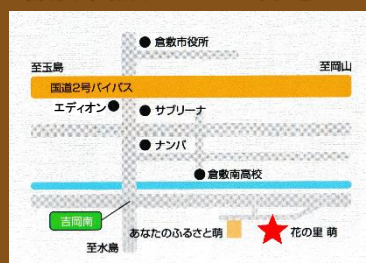 倉敷市役所
至玉島
至岡山
国道2号バイパス
エディオン
サブリーナ
ナンバ
倉敷南高校
吉岡南
あなたのふるさと萌
花の里 萌
至水島